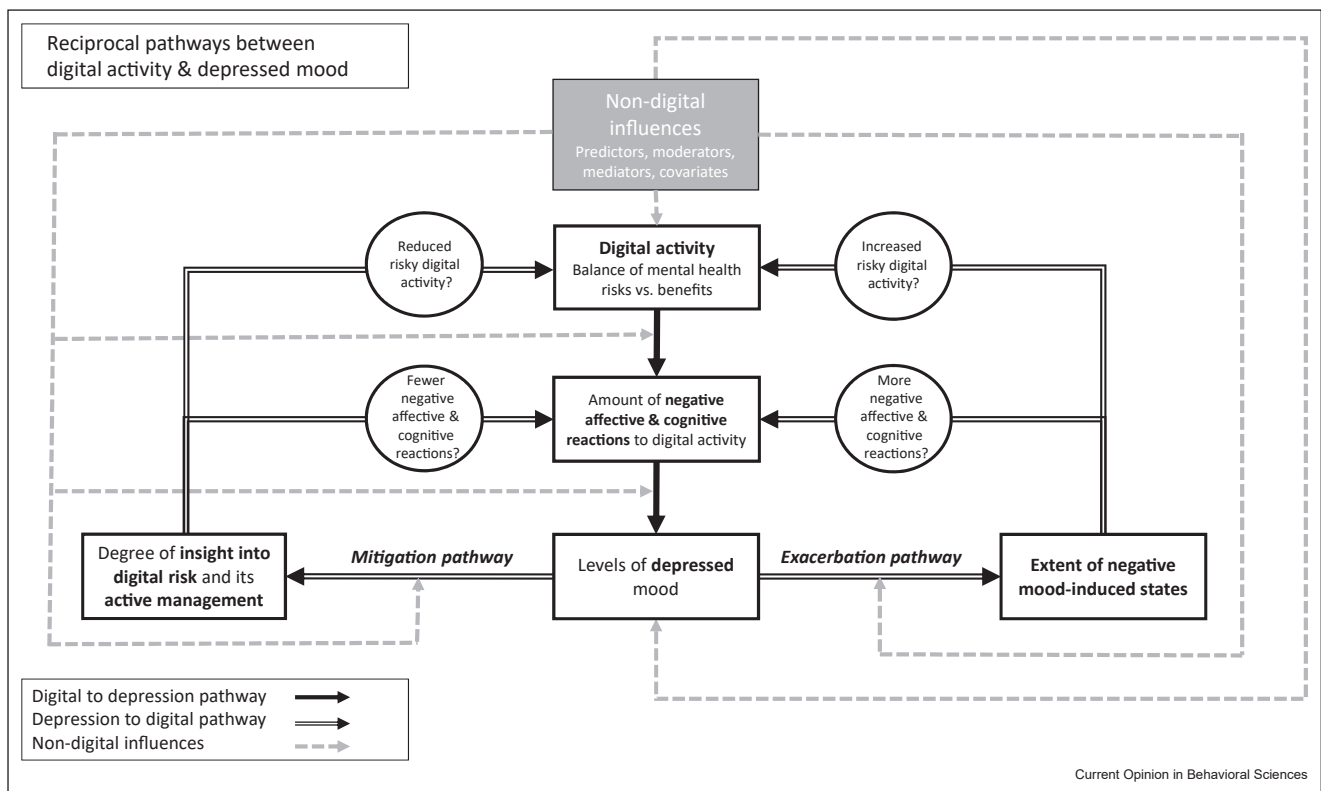 Reciprocal pathways between
digital activity & depressed mood
Non-digital
influences
Predictors, moderators,
mediators, covariates
Reduced
risky digital
activity?
Digital activity
Balance of mental health
risks vs. benefits
Increased
risky digital
activity?
Fewer
negative
affective &
cognitive
reactions?
Amount of negative
affective & cognitive
reactions to digital activity
More
negative
affective &
cognitive
reactions?
Degree of insight into
digital risk and its
active management
Mitigation pathway
Levels of depressed
mood
Exacerbation pathway
Extent of negative
mood-induced states
Digital to depression pathway
Depression to digital pathway
Non-digital influences
Current Opinion in Behavioral Sciences